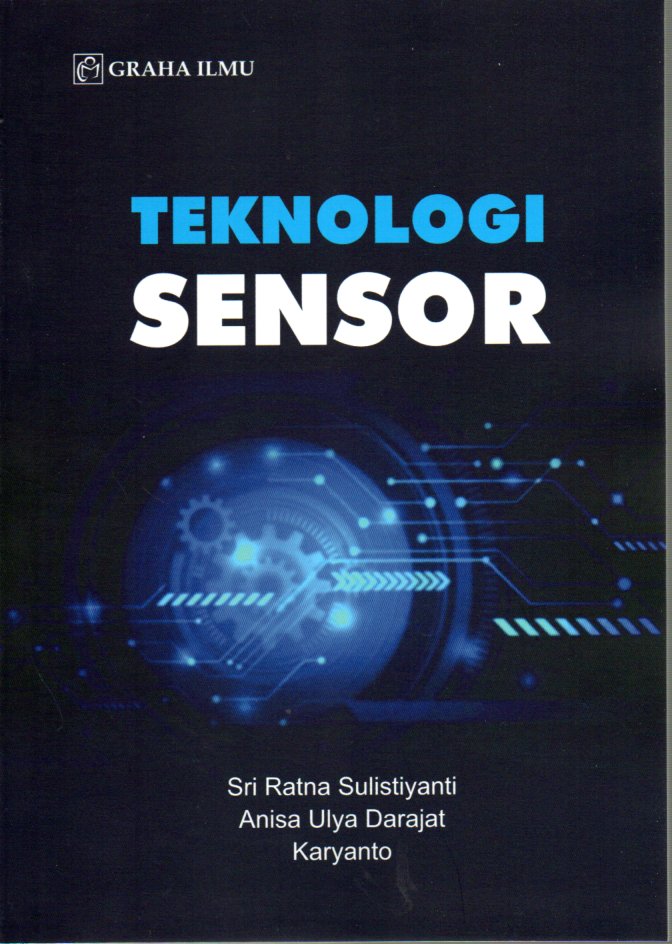 GRAHA ILMU
TEKNOLOGI
SENSOR
Sri Ratna Sulistiyanti
Anisa Ulya Darajat
Karyanto